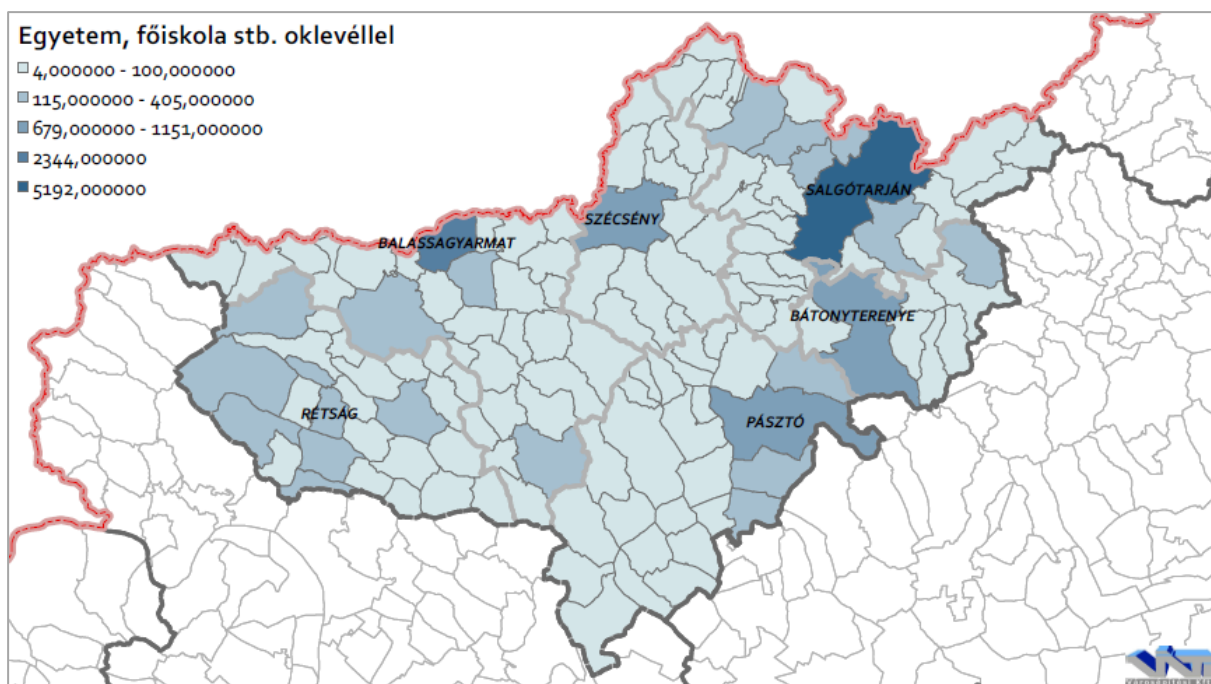 Egyetem, főiskola stb. oklevéllel
4,000000 - 100,000000
115,000000 - 405,000000
679,000000 - 1151,000000
2344,000000
5192,000000
SALGÓTARJÁN
SZÉCSÉNY
BALASSAGYARMAT
BÁTONYTERENYE
RÉTSÁG
PÁSZTÓ
VÁTI